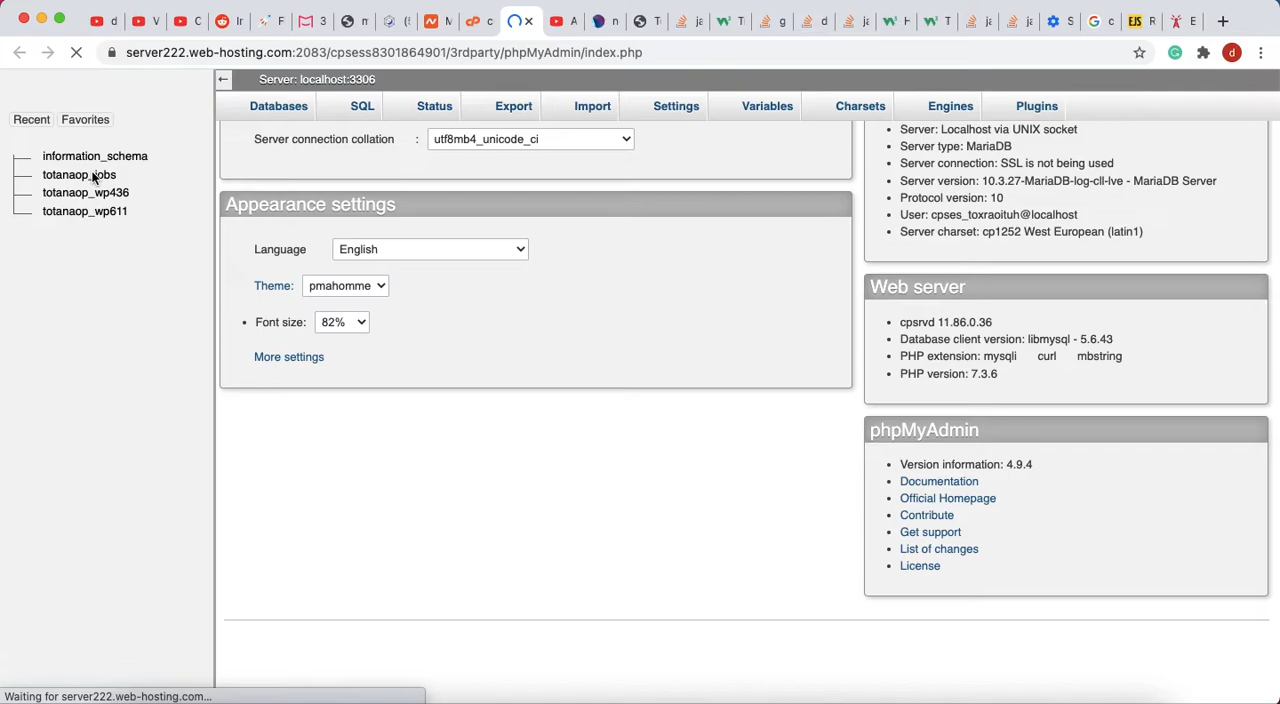 d
V
C
In
F
3
m
(
M
c
A
n
T
ja
T
g
d
ja
H
T
ja
ja
S
c
R
E
server222.web-hosting.com:2083/cpsess8301864901/3rdparty/phpMyAdmin/index.php
d
Server: localhost:3306
Databases SQL Status Export Import Settings Variables Charsets Engines Plugins
Recent Favorites
information_schema
totanaop_jobs
totanaop_wp436
totanaop_wp611
Server connection collation : utf8mb4_unicode_ci
Appearance settings
Language English
Theme: pmahomme
Font size: 82%
More settings
Server: Localhost via UNIX socket
Server type: MariaDB
Server connection: SSL is not being used
Server version: 10.3.27-MariaDB-log-cll-lve - MariaDB Server
Protocol version: 10
User: cpses_toxraoituh@localhost
Server charset: cp1252 West European (latin1)
Web server
cpsrvd 11.86.0.36
Database client version: libmysql - 5.6.43
PHP extension: mysqli curl mbstring
PHP version: 7.3.6
phpMyAdmin
Version information: 4.9.4
Documentation
Official Homepage
Contribute
Get support
List of changes
License
Waiting for server222.web-hosting.com...